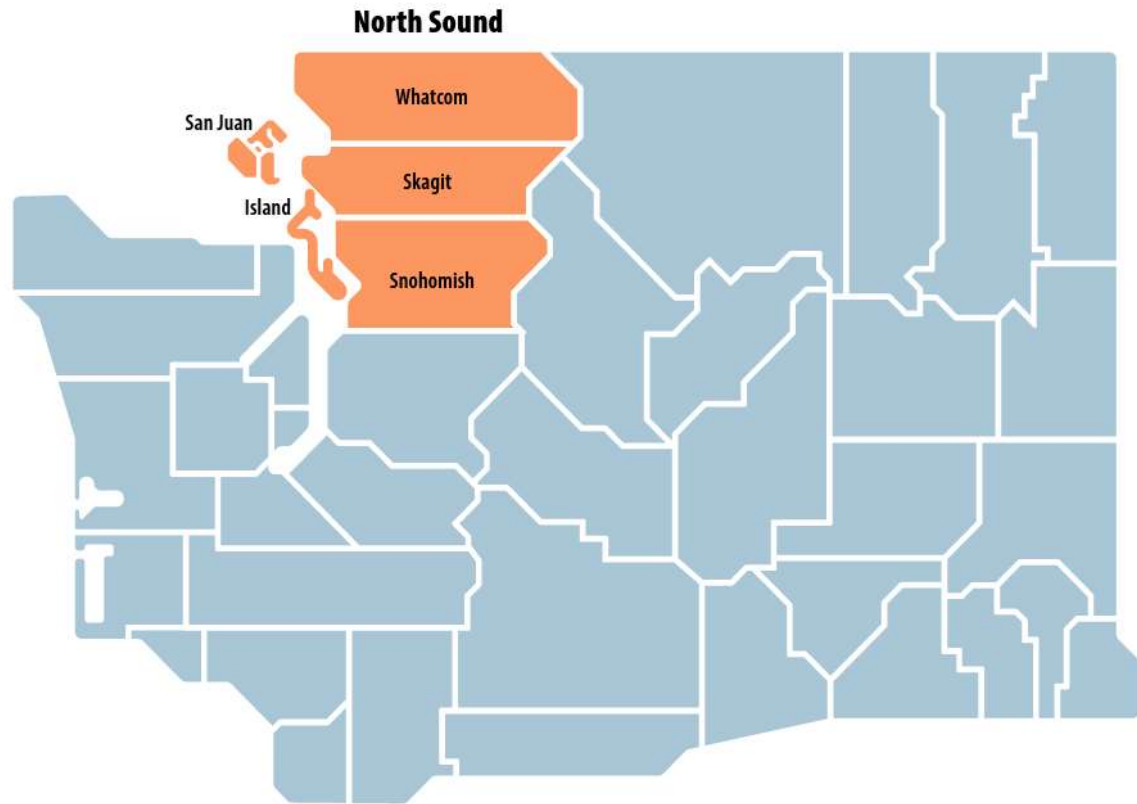 North Sound
Whatcom
San Juan
Skagit
Island
Snohomish